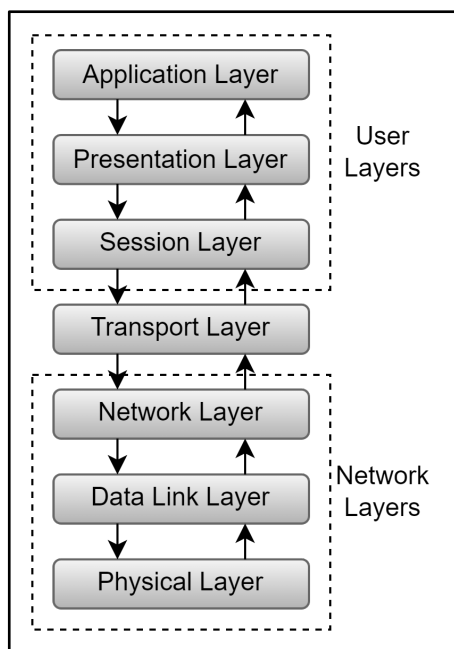 Application Layer
Presentation Layer
User
Layers
Session Layer
Transport Layer
Network Layer
Data Link Layer
Network
Layers
Physical Layer